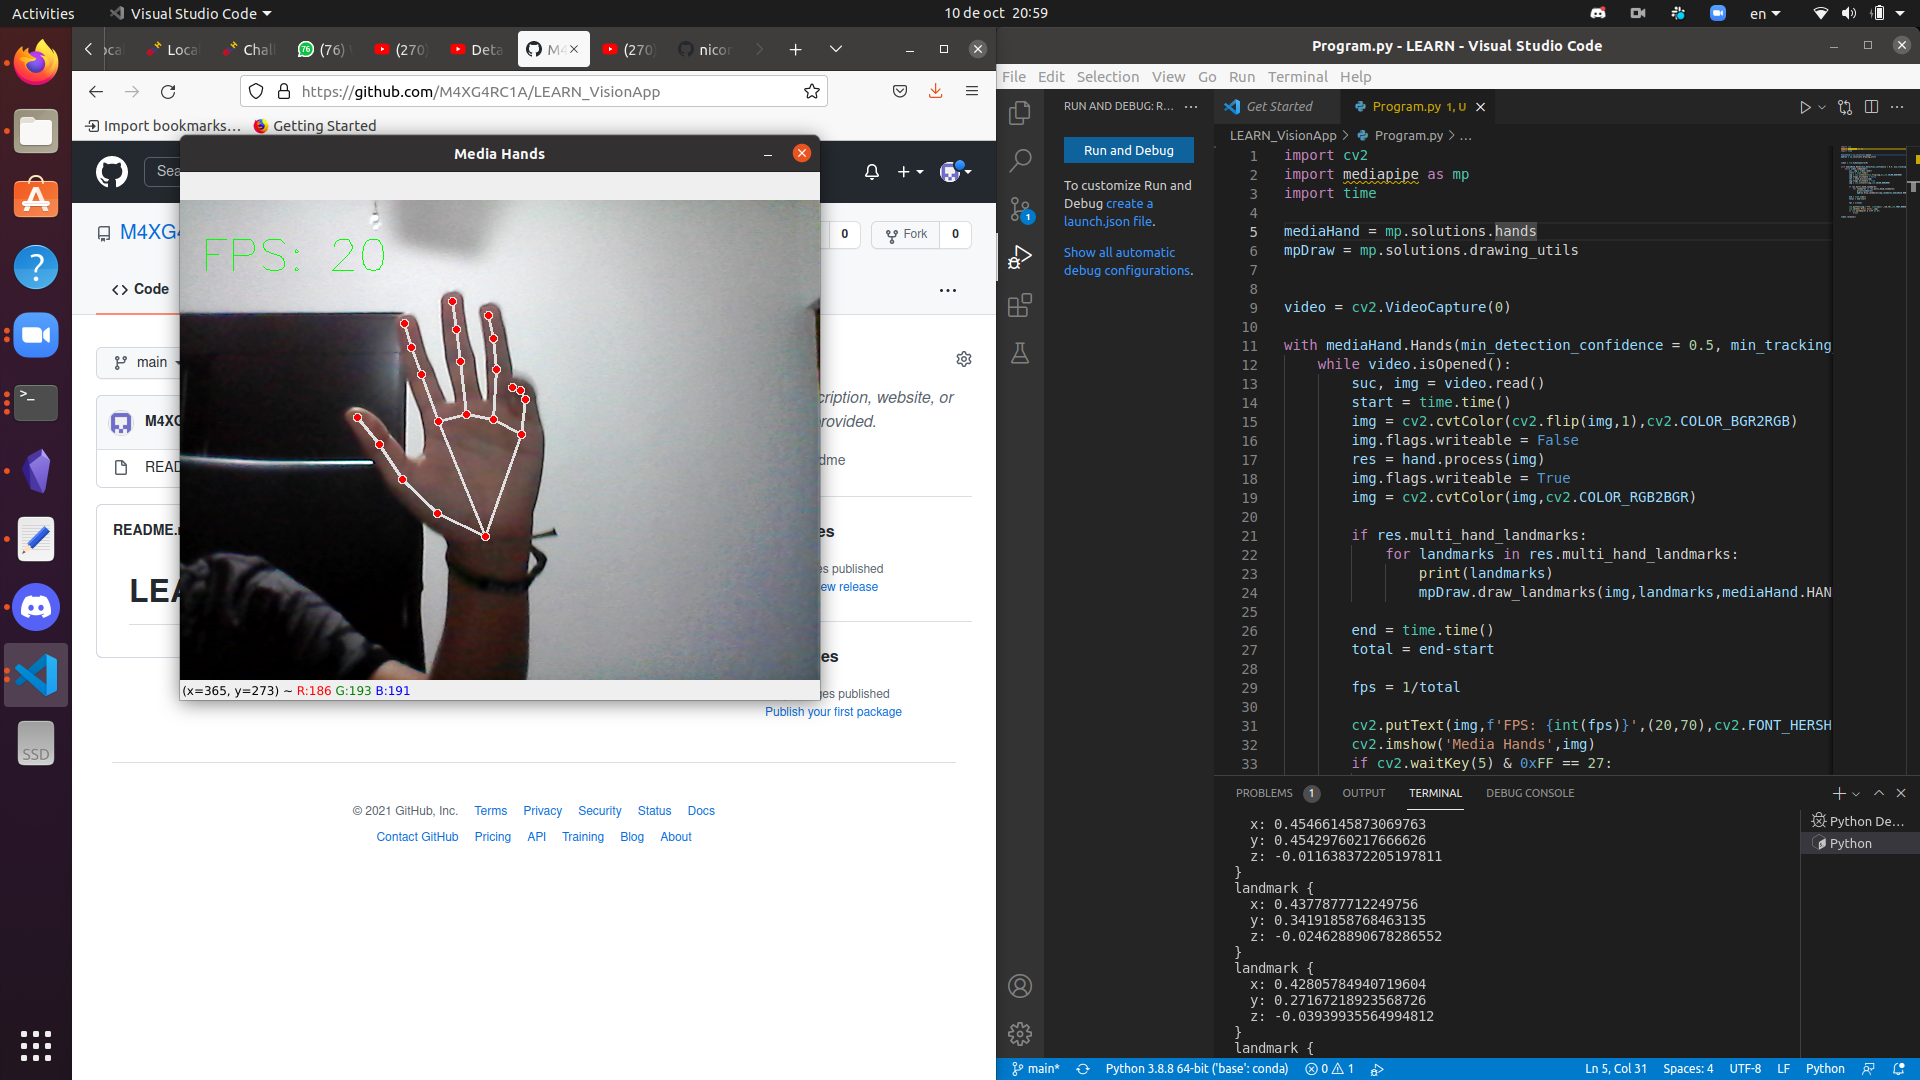 Activities
Visual Studio Code
10 de oct 20:59
en
Local
Chall
(76)
(270)
Deta
M4
(270)
nicor
https://github.com/M4XG4RC1A/LEARN_VisionApp
Import bookmarks…
Getting Started
Media Hands
FPS: 20
(x=365, y=273) ~ R:186 G:193 B:191
Sea
M4XG4
0
Fork
0
Code
main
cription, website, or
rovided.
M4XG
READ
dme
README.
LEA
es
es published
ew release
es
ges published
Publish your first package
© 2021 GitHub, Inc.
Terms
Privacy
Security
Status
Docs
Contact GitHub
Pricing
API
Training
Blog
About
>_
SSD
Program.py - LEARN - Visual Studio Code
File Edit Selection View Go Run Terminal Help
RUN AND DEBUG: R…
Run and Debug
To customize Run and
Debug create a
launch.json file.
Show all automatic
debug configurations.
1
Get Started
Program.py 1, U
LEARN_VisionApp > Program.py > …
1 import cv2
2 import mediapipe as mp
3 import time
4
5 mediaHand = mp.solutions.hands
6 mpDraw = mp.solutions.drawing_utils
7
8
9 video = cv2.VideoCapture(0)
10
11 with mediaHand.Hands(min_detection_confidence = 0.5, min_tracking_
12 while video.isOpened():
13 suc, img = video.read()
14 start = time.time()
15 img = cv2.cvtColor(cv2.flip(img,1),cv2.COLOR_BGR2RGB)
16 img.flags.writeable = False
17 res = hand.process(img)
18 img.flags.writeable = True
19 img = cv2.cvtColor(img,cv2.COLOR_RGB2BGR)
20
21 if res.multi_hand_landmarks:
22 for landmarks in res.multi_hand_landmarks:
23 print(landmarks)
24 mpDraw.draw_landmarks(img,landmarks,mediaHand.HAN
25
26 end = time.time()
27 total = end-start
28
29 fps = 1/total
30
31 cv2.putText(img,f'FPS: {int(fps)}',(20,70),cv2.FONT_HERSH
32 cv2.imshow('Media Hands',img)
33 if cv2.waitKey(5) & 0xFF == 27:
PROBLEMS 1 OUTPUT TERMINAL DEBUG CONSOLE
x: 0.45466145873069763
y: 0.45429760217666626
z: -0.011638372205197811
}
landmark {
x: 0.4377877712249756
y: 0.34191858768463135
z: -0.024628890678286552
}
landmark {
x: 0.42805784940719604
y: 0.27167218923568726
z: -0.03939935564994812
}
landmark {
Python De…
Python
main*
Python 3.8.8 64-bit ('base': conda)
0 1
Ln 5, Col 31
Spaces: 4
UTF-8
LF
Python